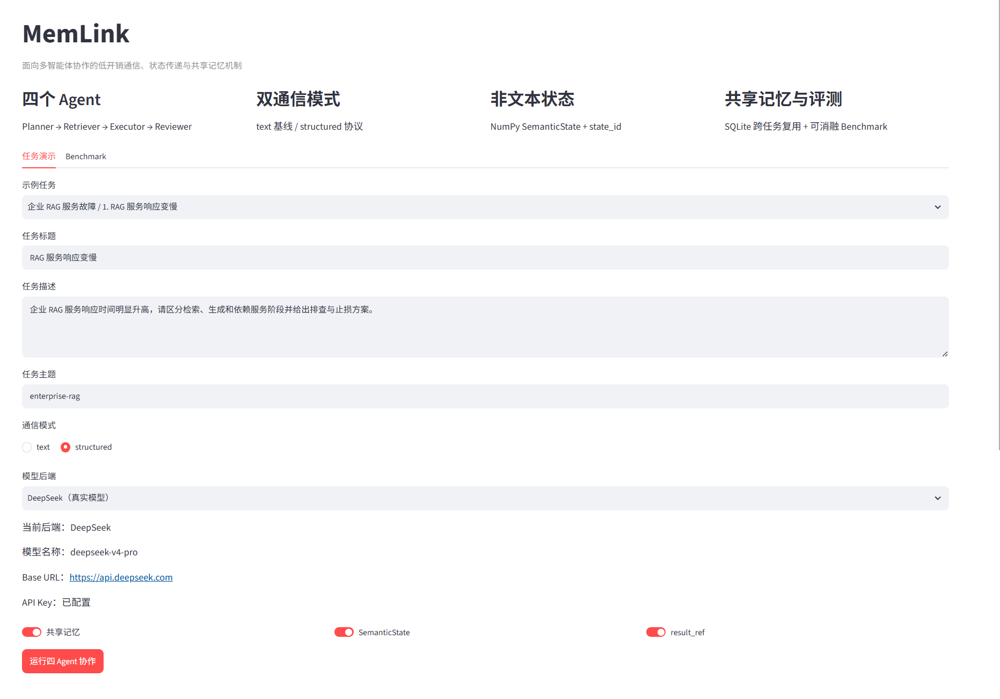 MemLink
面向多智能体协作的低开销通信、状态传递与共享记忆机制
四个 Agent
Planner → Retriever → Executor → Reviewer
双通信模式
text 基线 / structured 协议
非文本状态
NumPy SemanticState + state_id
共享记忆与评测
SQLite 跨任务复用 + 可消融 Benchmark
任务演示 Benchmark
示例任务
企业 RAG 服务故障 / 1. RAG 服务响应变慢
任务标题
RAG 服务响应变慢
任务描述
企业 RAG 服务响应时间明显升高，请区分检索、生成和依赖服务阶段并给出排查与止损方案。
任务主题
enterprise-rag
通信模式
text structured
模型后端
DeepSeek（真实模型）
当前后端：DeepSeek
模型名称：deepseek-v4-pro
Base URL：https://api.deepseek.com
API Key：已配置
共享记忆 SemanticState result_ref
运行四 Agent 协作